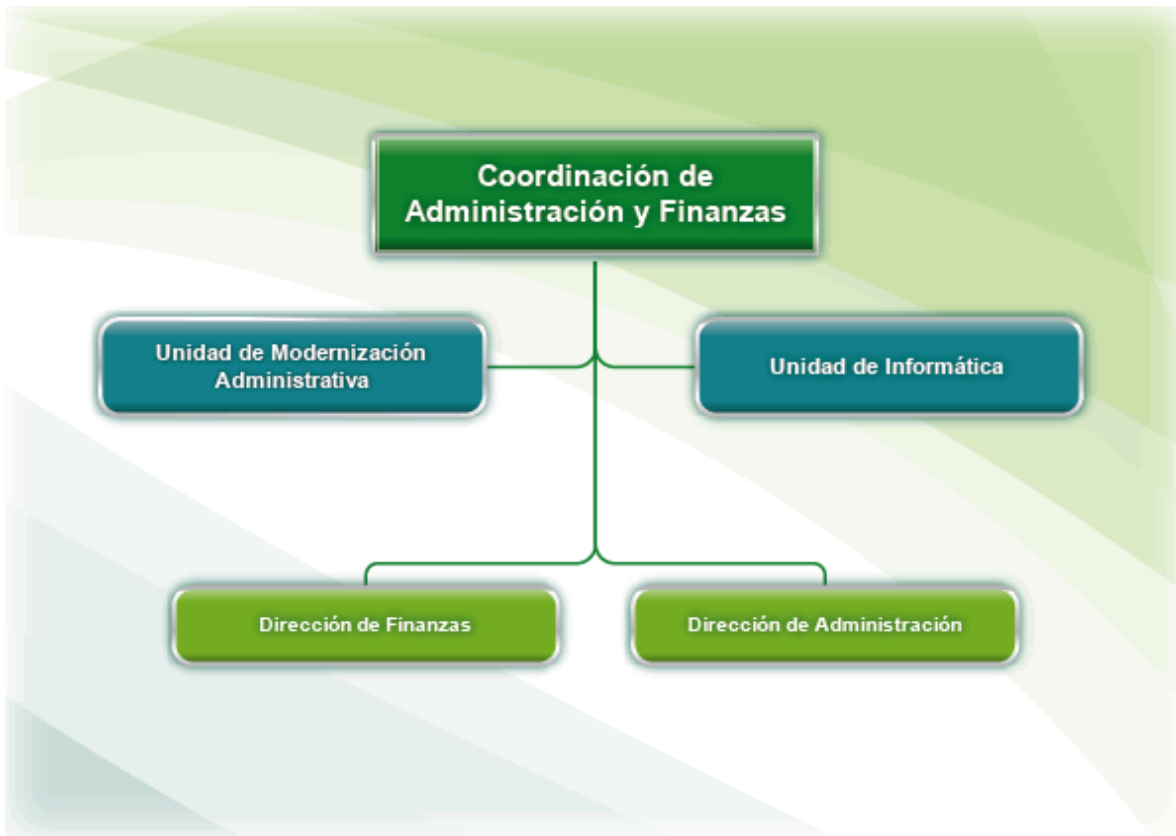 Coordinación de
Administración y Finanzas
Unidad de Modernización
Administrativa
Unidad de Informática
Dirección de Finanzas
Dirección de Administración